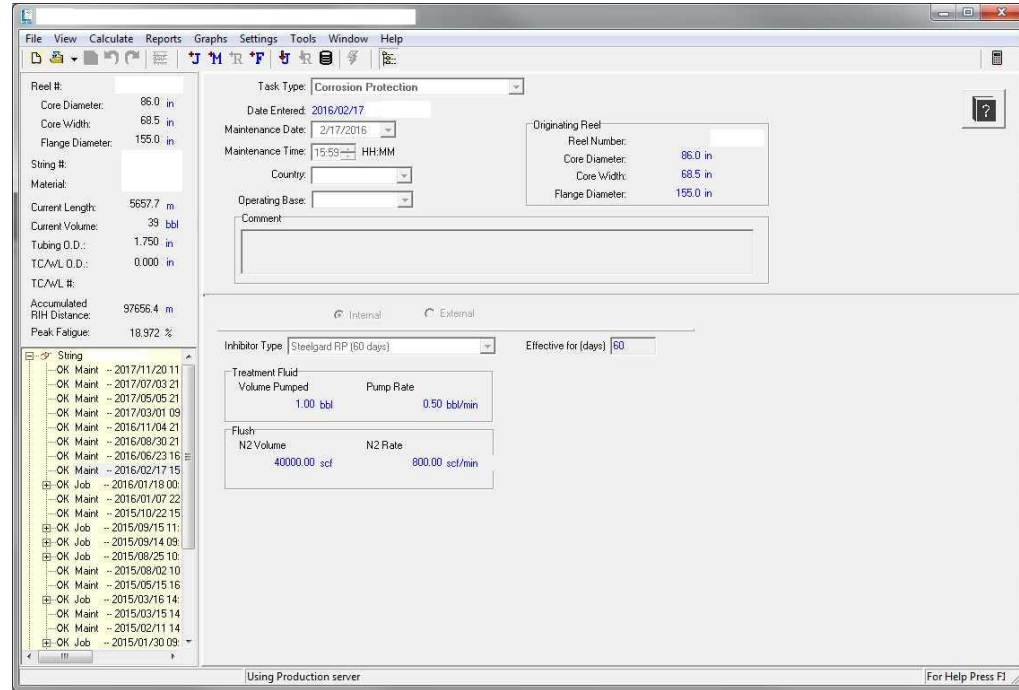 File View Calculate Reports Graphs Settings Tools Window Help
Reel #:
Core Diameter: 86.0 in
Core Width: 68.5 in
Flange Diameter: 155.0 in
String #:
Material:
Current Length: 5657.7 m
Current Volume: 39 bbl
Tubing O.D.: 1.750 in
TC/WL O.D.: 0.000 in
TC/WL #:
Accumulated
RIH Distance: 97656.4 m
Peak Fatigue: 18.972 %
String
OK Maint -- 2017/11/20 11
OK Maint -- 2017/07/03 21
OK Maint -- 2017/05/05 21
OK Maint -- 2017/03/01 09
OK Maint -- 2016/11/04 21
OK Maint -- 2016/08/30 21
OK Maint -- 2016/06/23 16
OK Maint -- 2016/02/17 15
OK Job -- 2016/01/18 00:
OK Maint -- 2016/01/07 22
OK Maint -- 2015/10/22 15
OK Job -- 2015/09/15 11:
OK Job -- 2015/09/14 09:
OK Job -- 2015/08/25 10:
OK Maint -- 2015/08/02 10
OK Maint -- 2015/05/15 16
OK Job -- 2015/03/16 14:
OK Maint -- 2015/03/15 14
OK Maint -- 2015/02/11 14
OK Job -- 2015/01/30 09:
Task Type: Corrosion Protection
Date Entered: 2016/02/17
Maintenance Date: 2/17/2016
Maintenance Time: 15:59 HH:MM
Country:
Operating Base:
Originating Reel
Reel Number:
Core Diameter: 86.0 in
Core Width: 68.5 in
Flange Diameter: 155.0 in
Comment
Internal External
Inhibitor Type Steelgard RP (60 days) Effective for (days) 60
Treatment Fluid
Volume Pumped Pump Rate
1.00 bbl 0.50 bbl/min
Flush
N2 Volume N2 Rate
40000.00 scf 800.00 scf/min
Using Production server For Help Press F1